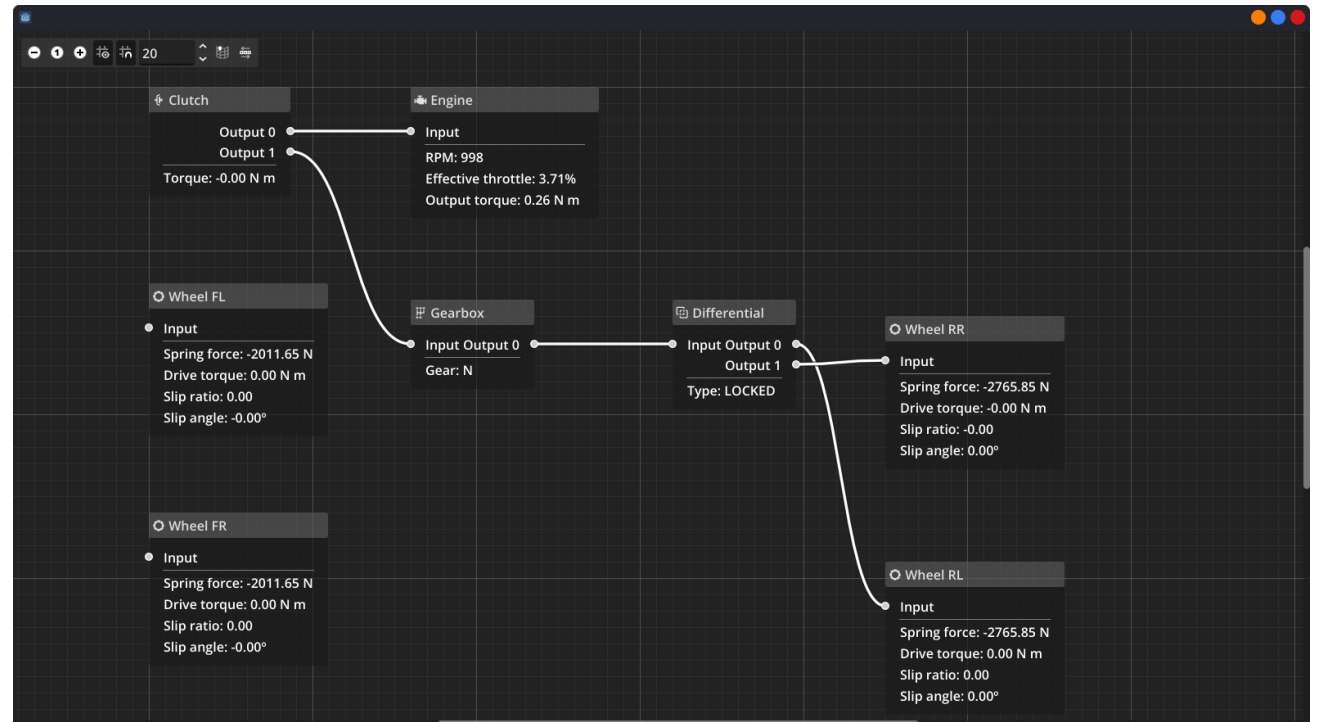 20
Clutch
Output 0
Output 1
Torque: -0.00 N m
Engine
Input
RPM: 998
Effective throttle: 3.71%
Output torque: 0.26 N m
Wheel FL
Input
Spring force: -2011.65 N
Drive torque: 0.00 N m
Slip ratio: 0.00
Slip angle: -0.00º
Gearbox
Input Output 0
Gear: N
Differential
Input Output 0
Output 1
Type: LOCKED
Wheel RR
Input
Spring force: -2765.85 N
Drive torque: -0.00 N m
Slip ratio: -0.00
Slip angle: 0.00º
Wheel FR
Input
Spring force: -2011.65 N
Drive torque: 0.00 N m
Slip ratio: 0.00
Slip angle: -0.00º
Wheel RL
Input
Spring force: -2765.85 N
Drive torque: 0.00 N m
Slip ratio: 0.00
Slip angle: 0.00º